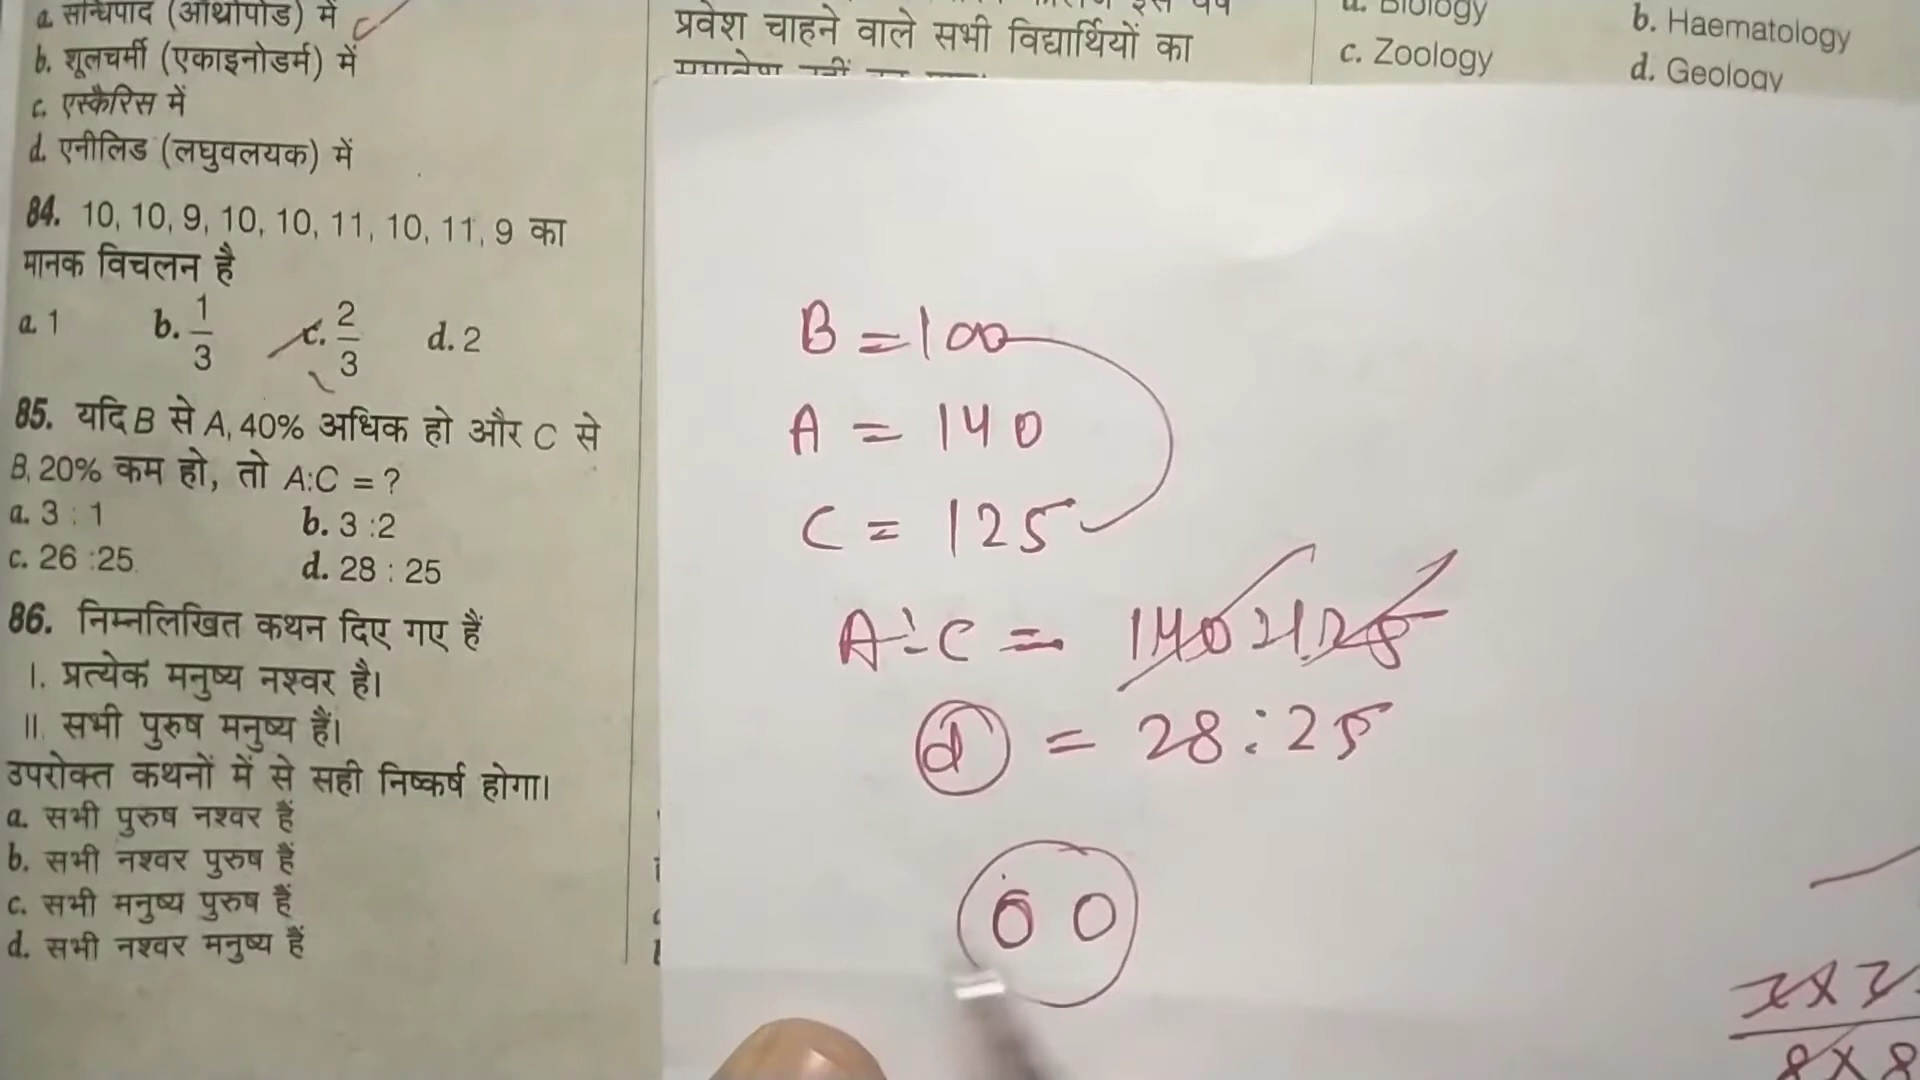 a. सन्धिपाद (आर्थोपोड) में
b. शूलचर्मी (एकाइनोडर्म) में
c. एस्कैरिस में
d. एनीलिड (लघुवलयक) में
84. 10, 10, 9, 10, 10, 11, 10, 11, 9 का
मानक विचलन है
a. 1 b. 1/3 c. 2/3 d. 2
85. यदि B से A, 40% अधिक हो और C से
B, 20% कम हो, तो A:C = ?
a. 3 : 1 b. 3 :2
c. 26 :25 d. 28 : 25
86. निम्नलिखित कथन दिए गए हैं
I. प्रत्येक मनुष्य नश्वर है।
II. सभी पुरुष मनुष्य हैं।
उपरोक्त कथनों में से सही निष्कर्ष होगा।
a. सभी पुरुष नश्वर हैं
b. सभी नश्वर पुरुष हैं
c. सभी मनुष्य पुरुष हैं
d. सभी नश्वर मनुष्य हैं
प्रवेश चाहने वाले सभी विद्यार्थियों का
a. Biology b. Haematology
c. Zoology d. Geology
B = 100
A = 140
C = 125
A:C = 140
(d) = 28:25